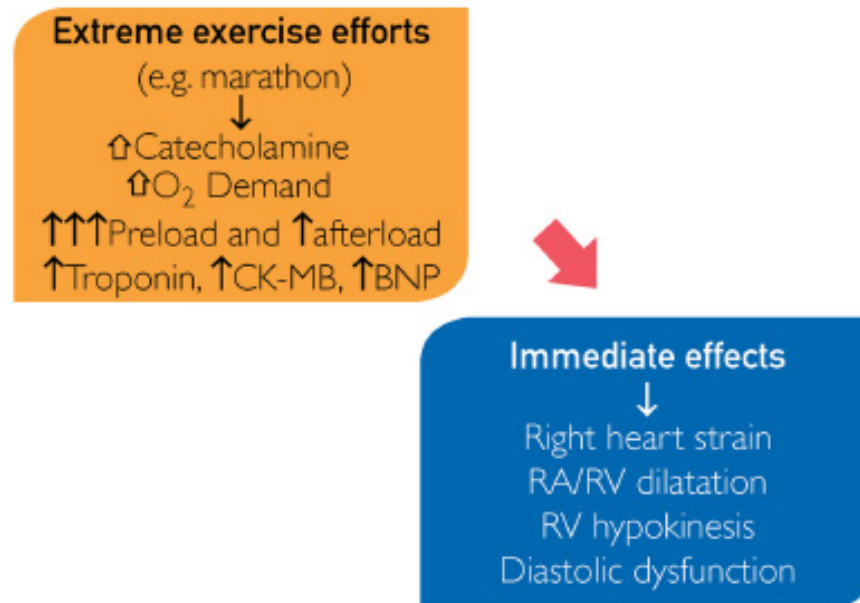 Extreme exercise efforts
(e.g. marathon)
↓
⇧Catecholamine
⇧O₂ Demand
↑↑↑Preload and ↑afterload
↑Troponin, ↑CK-MB, ↑BNP
Immediate effects
↓
Right heart strain
RA/RV dilatation
RV hypokinesis
Diastolic dysfunction